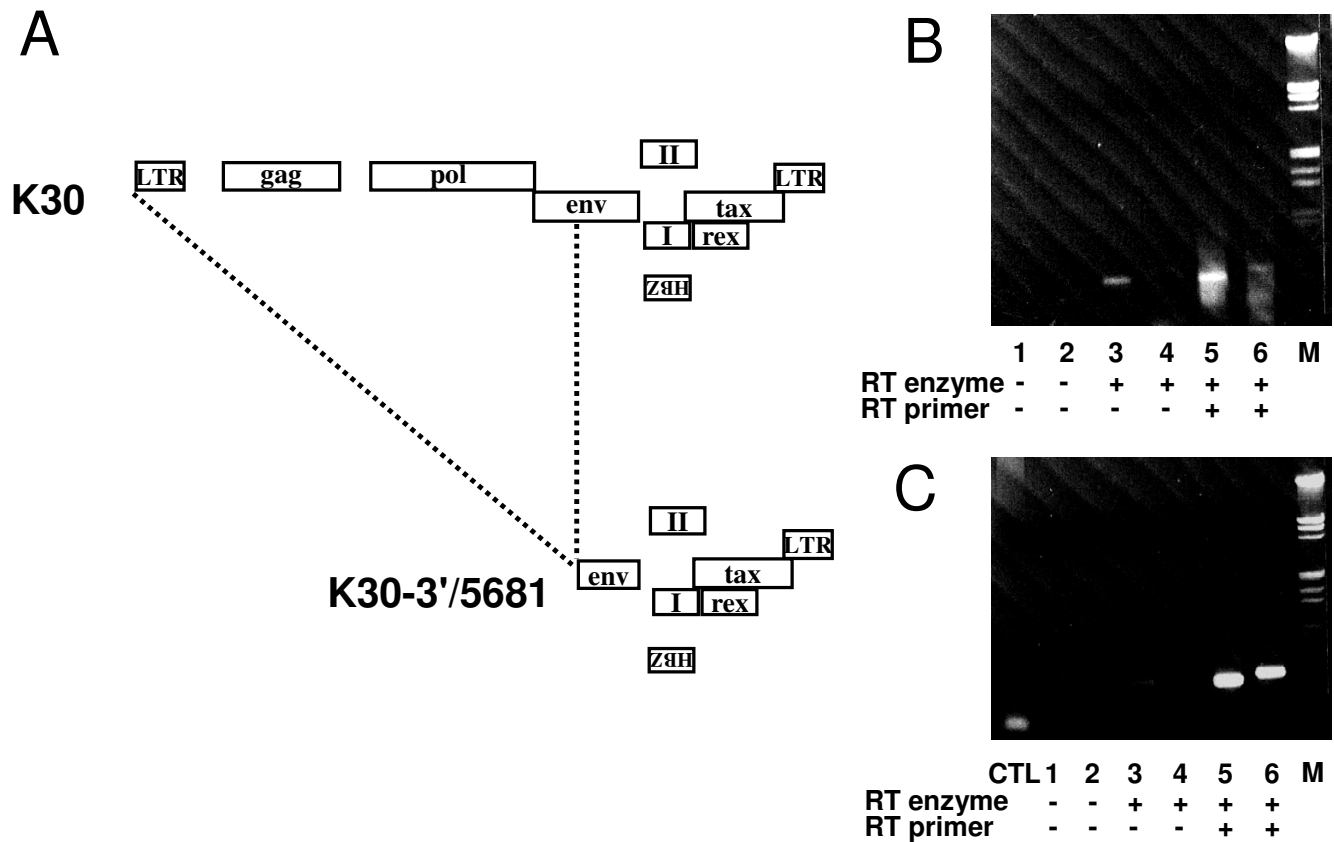 A
K30
LTR gag pol env II I HBZ tax rex LTR
K30-3'/5681
env II I HBZ tax rex LTR
B
1 2 3 4 5 6 M
RT enzyme - - + + + +
RT primer - - - - + +
C
CTL 1 2 3 4 5 6 M
RT enzyme - - + + + +
RT primer - - - - + +